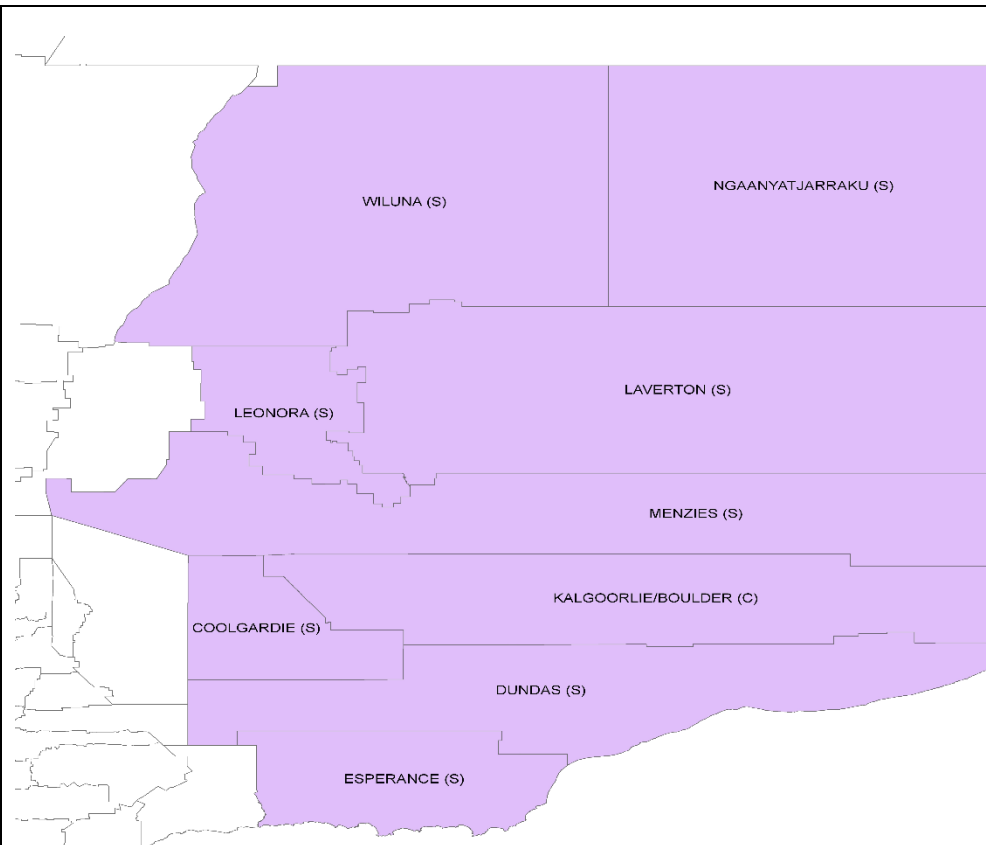 NGAANYATJARRAKU (S)
WILUNA (S)
LAVERTON (S)
LEONORA (S)
MENZIES (S)
KALGOORLIE/BOULDER (C)
COOLGARDIE (S)
DUNDAS (S)
ESPERANCE (S)